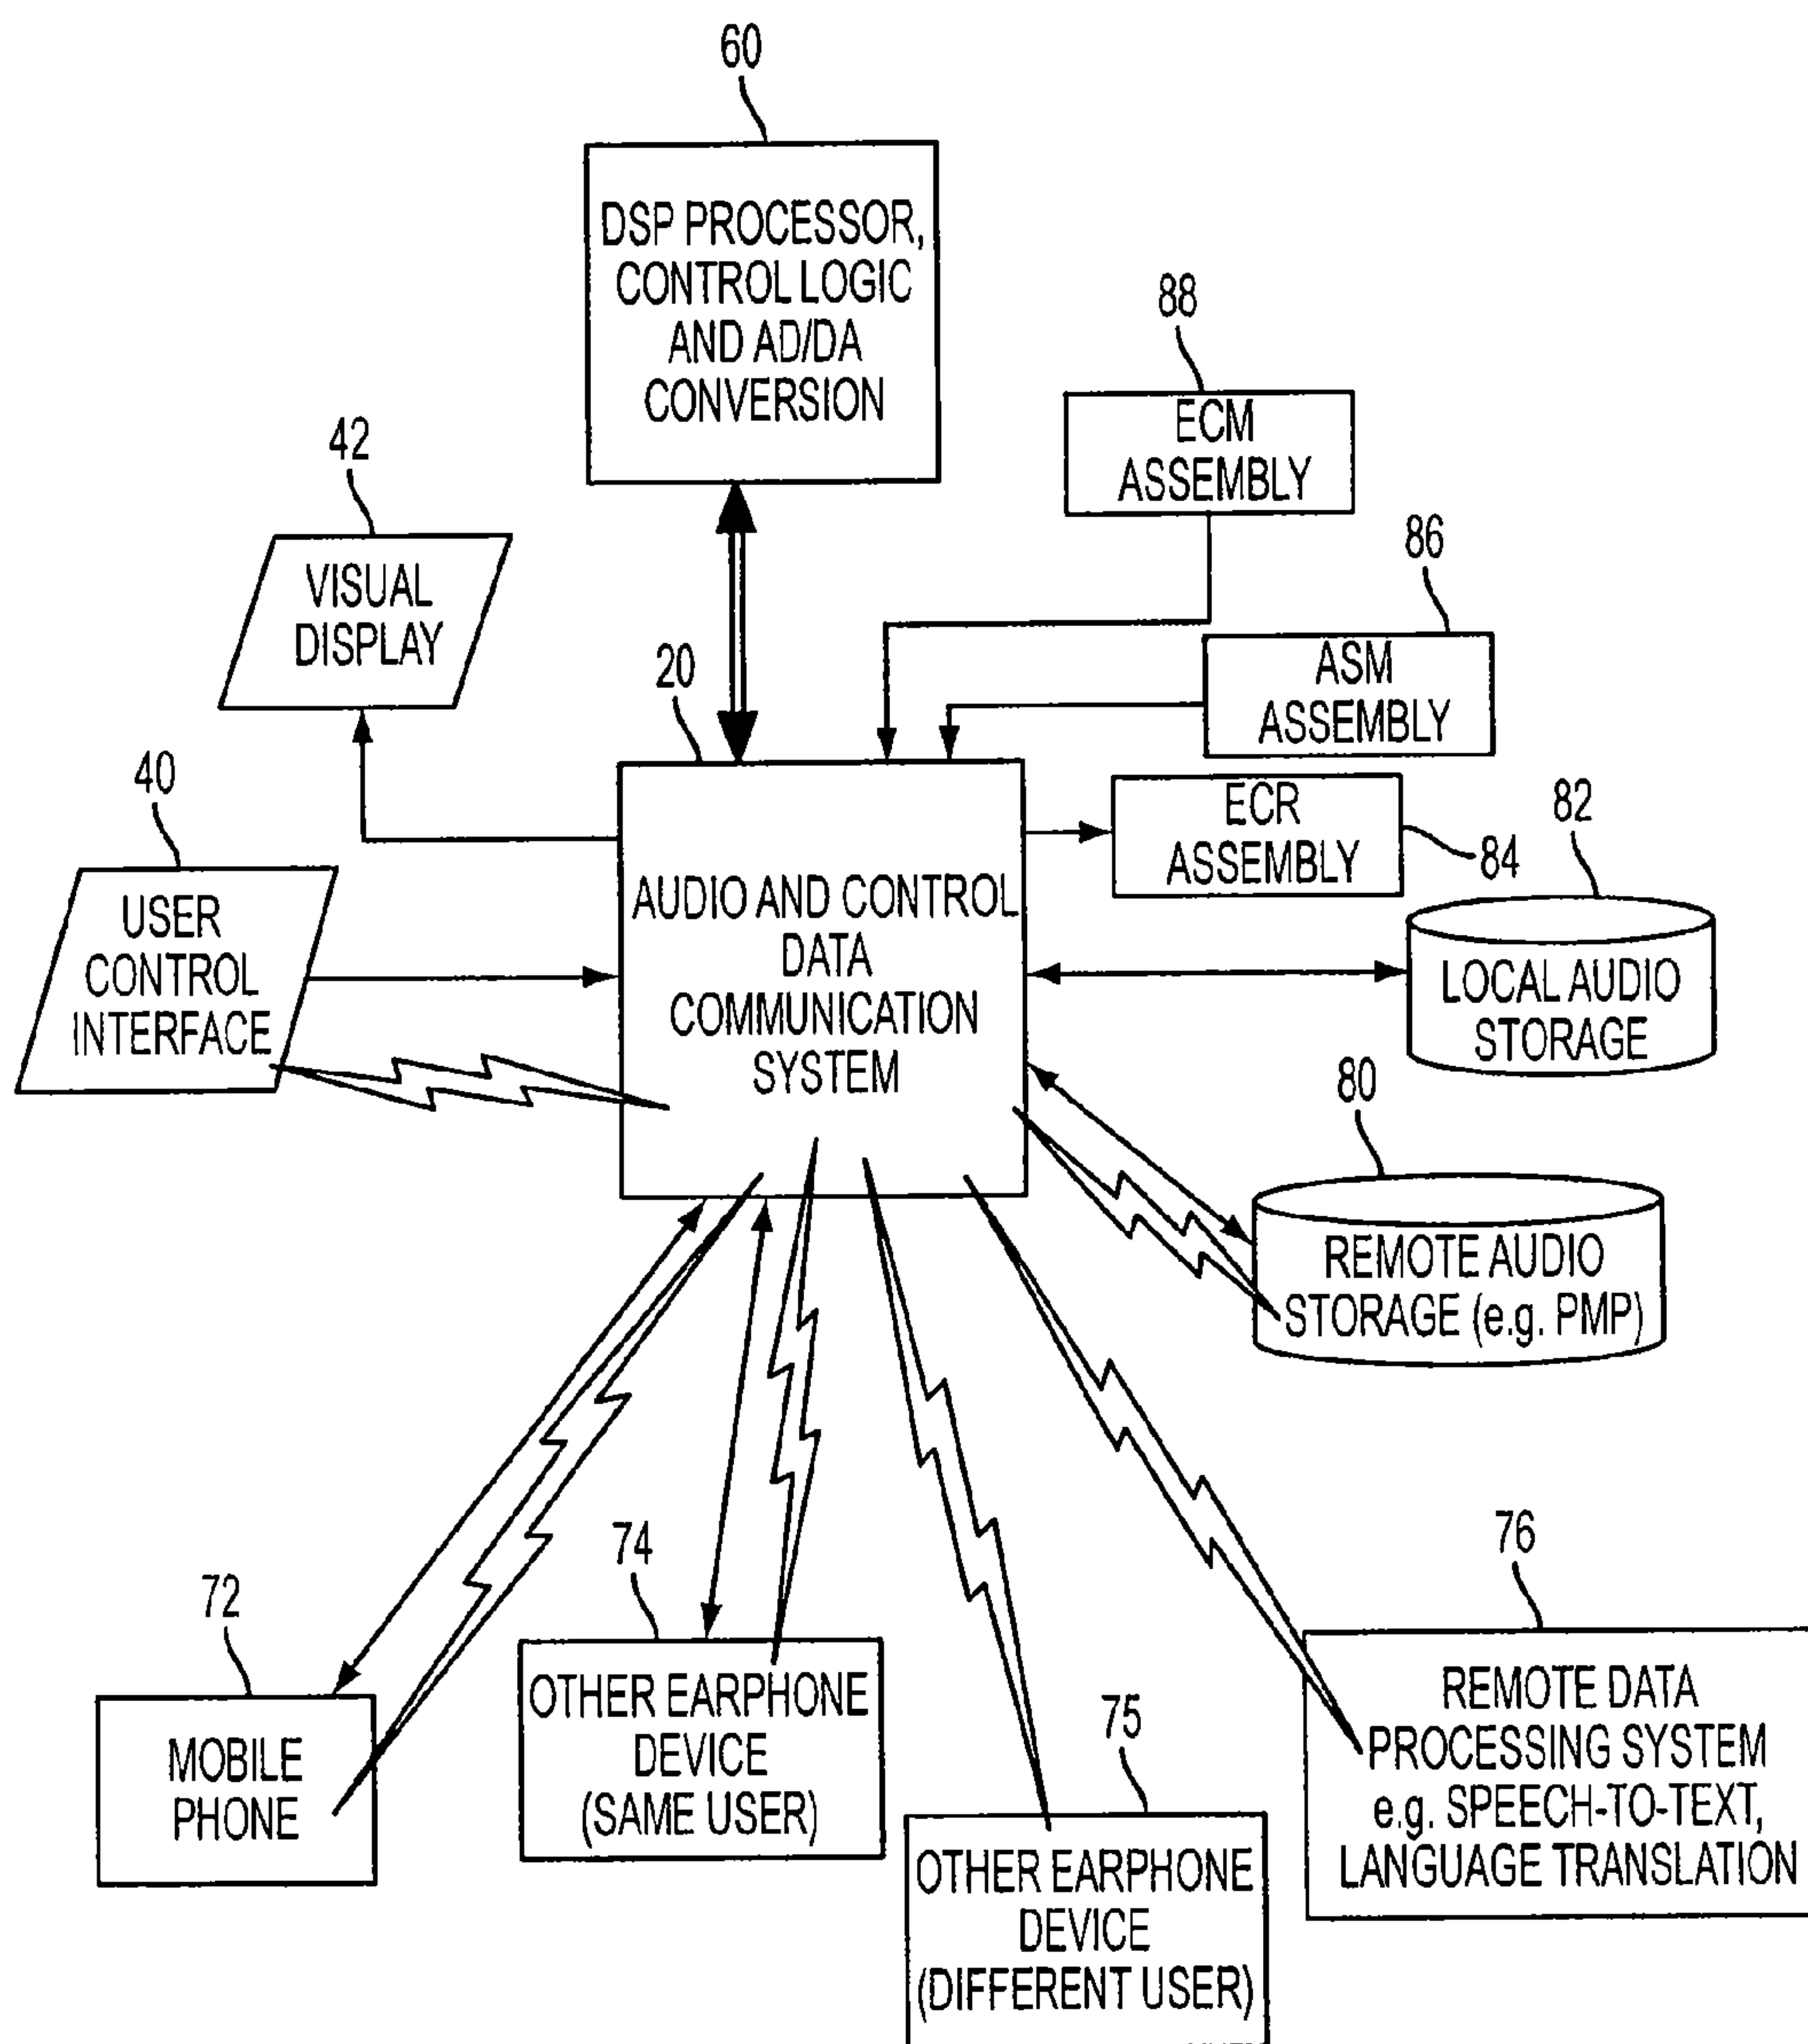 60
DSP PROCESSOR,
CONTROL LOGIC
AND AD/DA
CONVERSION
88
ECM
ASSEMBLY
42
VISUAL
DISPLAY
86
ASM
ASSEMBLY
20
AUDIO AND CONTROL
DATA
COMMUNICATION
SYSTEM
40
USER
CONTROL
INTERFACE
ECR
ASSEMBLY
84
82
LOCAL AUDIO
STORAGE
80
REMOTE AUDIO
STORAGE (e.g. PMP)
72
MOBILE
PHONE
74
OTHER EARPHONE
DEVICE
(SAME USER)
75
OTHER EARPHONE
DEVICE
(DIFFERENT USER)
76
REMOTE DATA
PROCESSING SYSTEM
e.g. SPEECH-TO-TEXT,
LANGUAGE TRANSLATION